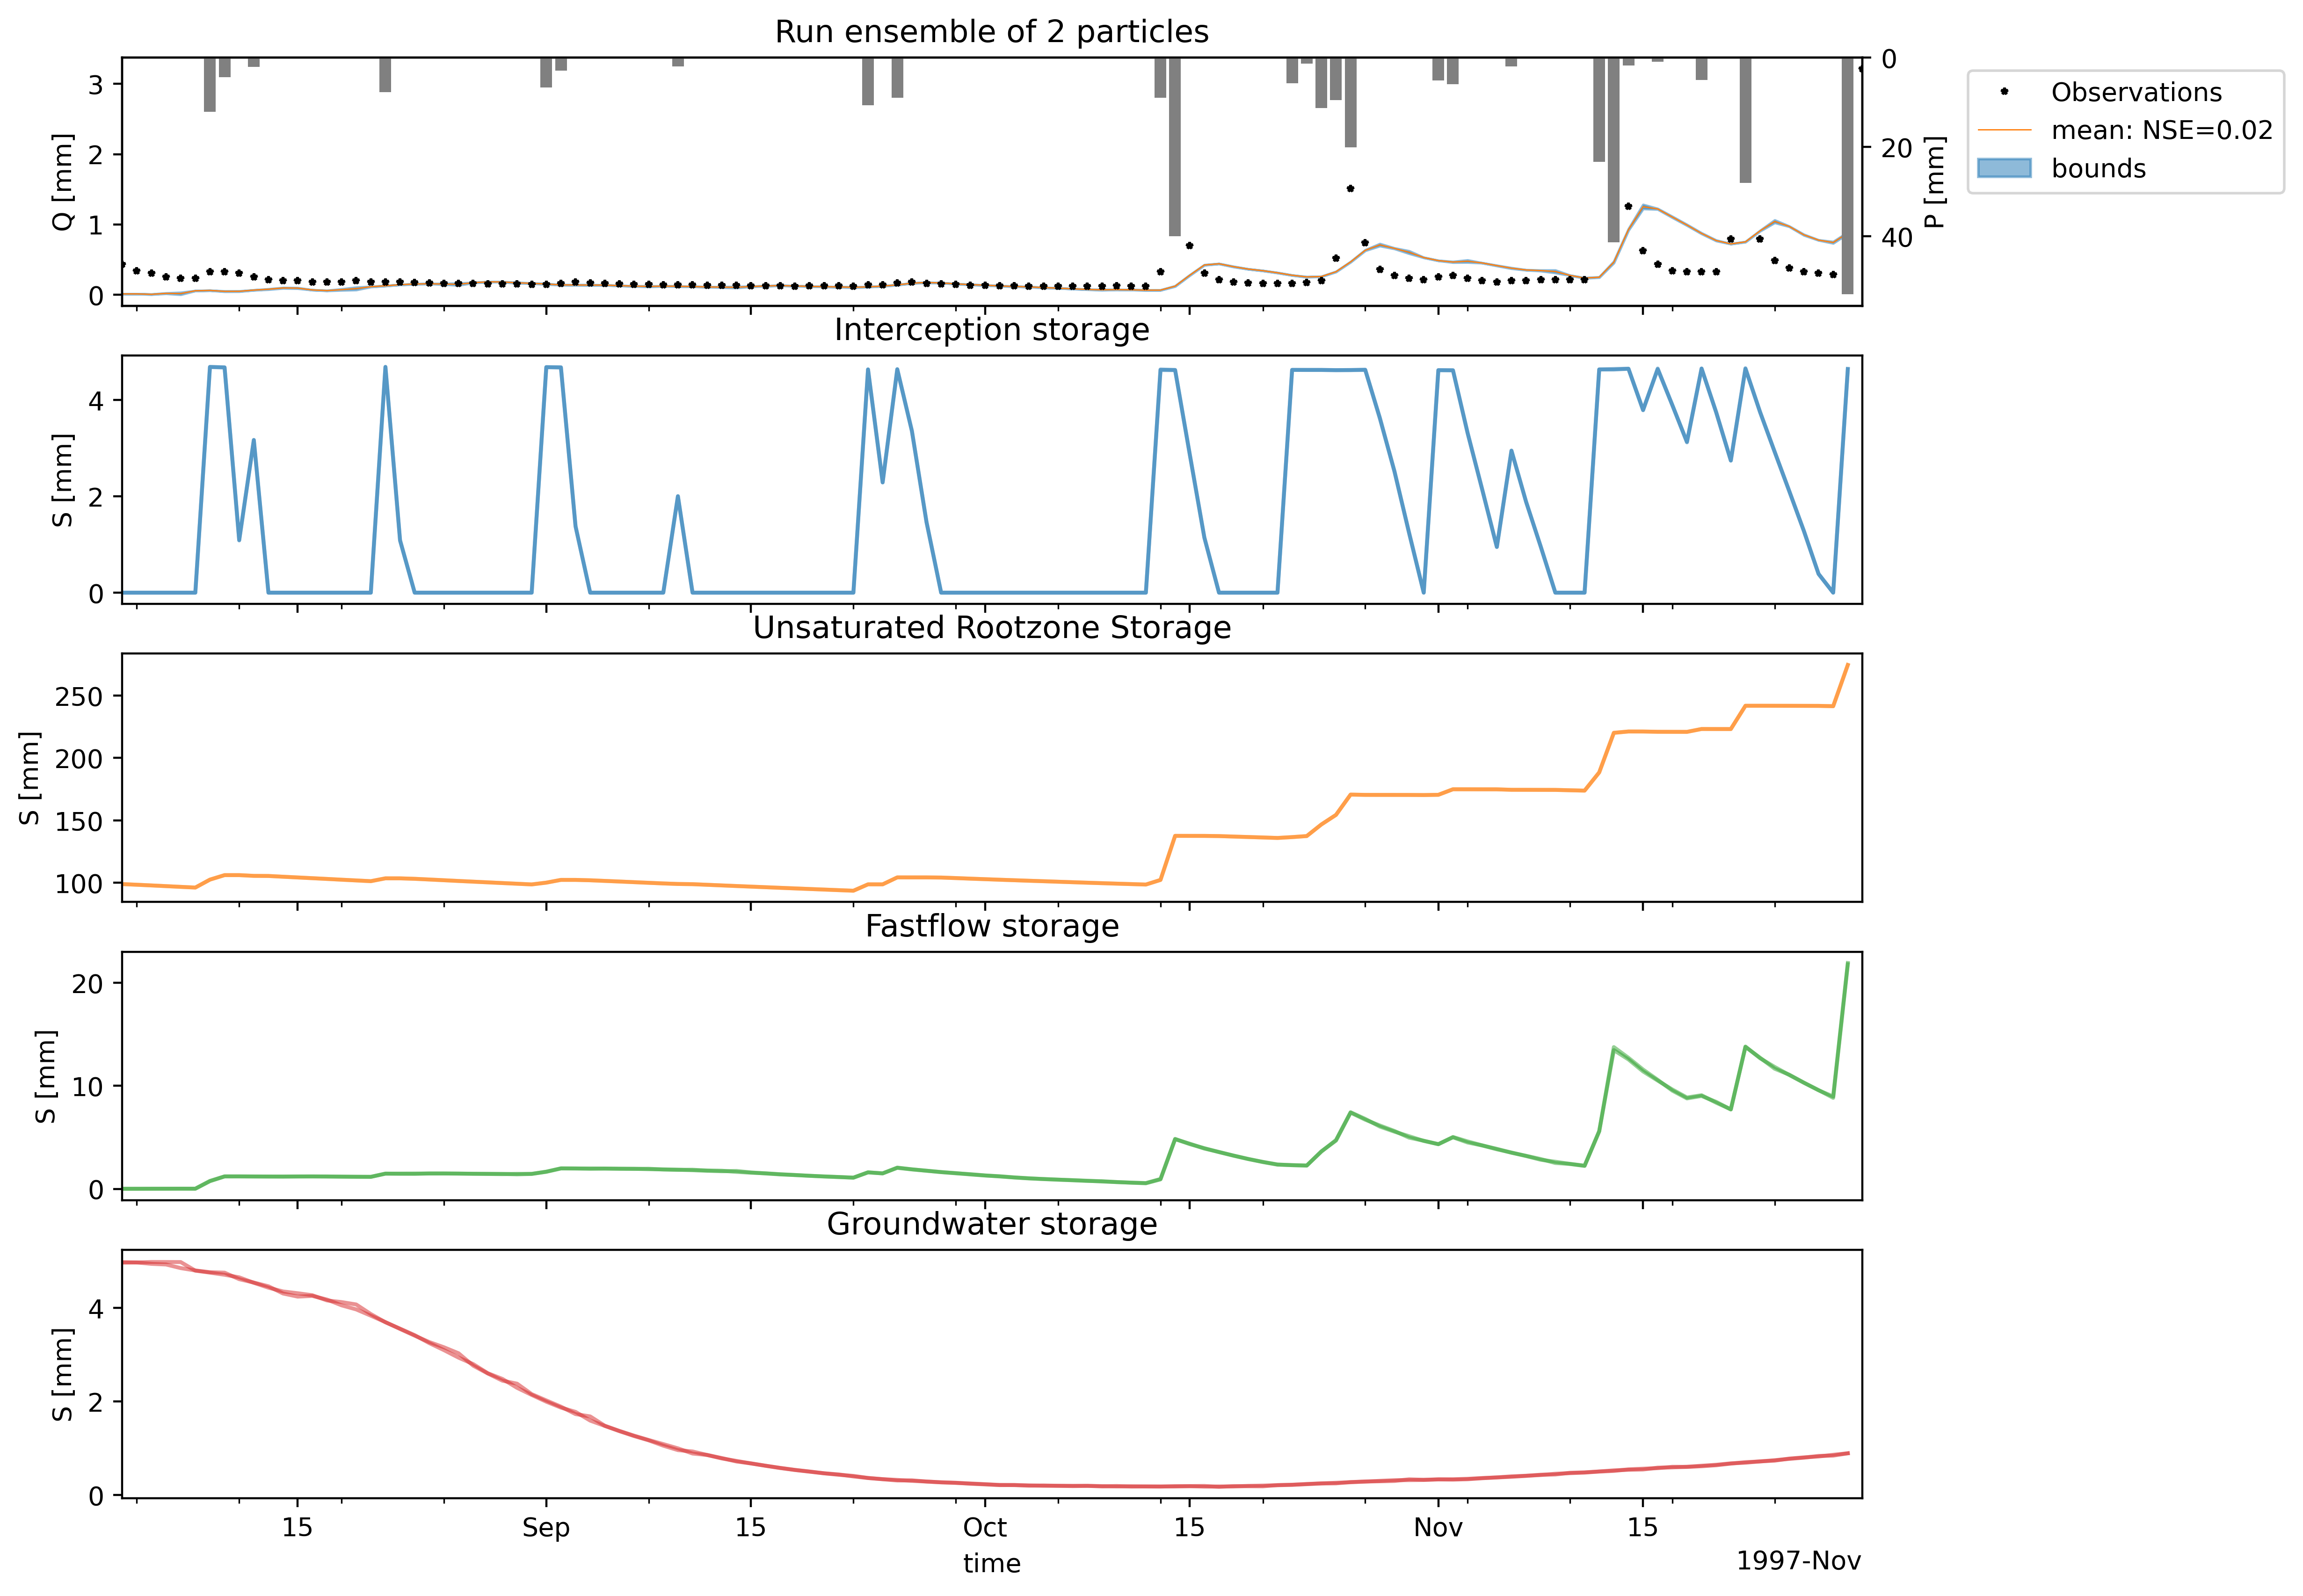 Run ensemble of 2 particles
3
2
1
0
Q [mm]
0
20
40
P [mm]
Observations
mean: NSE=0.02
bounds
Interception storage
4
2
0
S [mm]
Unsaturated Rootzone Storage
250
200
150
100
S [mm]
Fastflow storage
20
10
0
S [mm]
Groundwater storage
4
2
0
S [mm]
15 Sep 15 Oct 15 Nov 15
time
1997-Nov